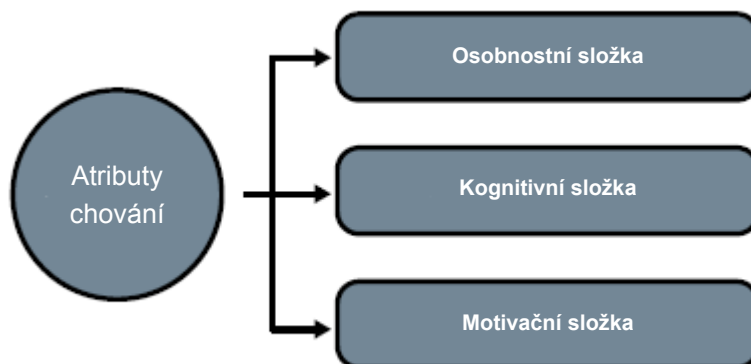 Osobnostní složka
Atributy
chování
Kognitivní složka
Motivační složka